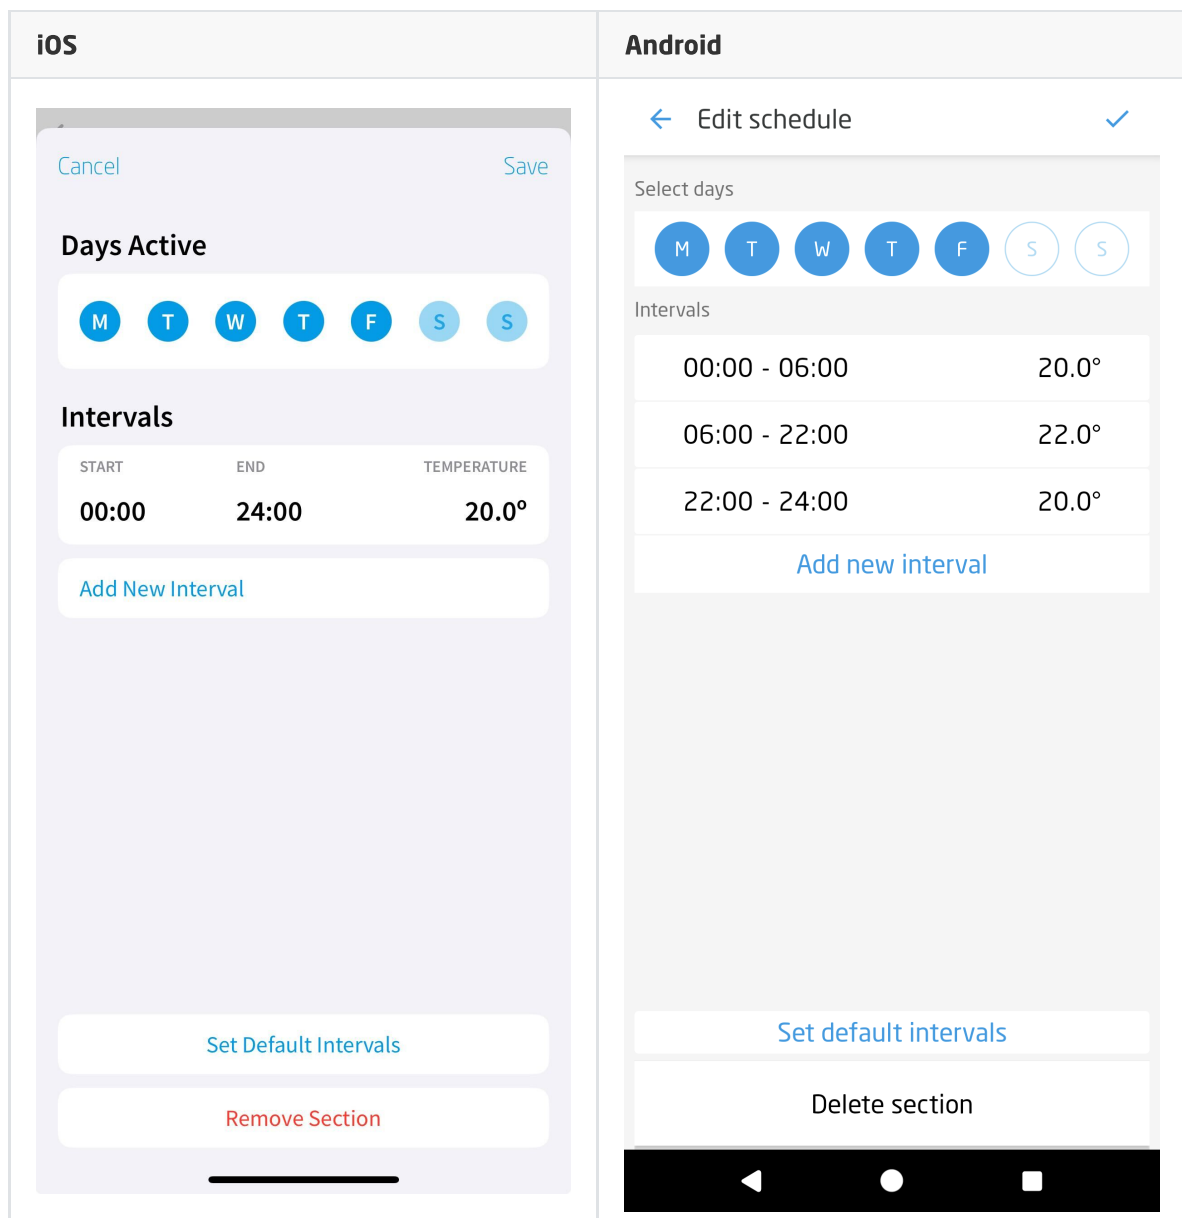 iOS
Android
Cancel
Save
Days Active
M T W T F S S
Intervals
START END TEMPERATURE
00:00 24:00 20.0º
Add New Interval
Set Default Intervals
Remove Section
Edit schedule
Select days
M T W T F S S
Intervals
00:00 - 06:00 20.0°
06:00 - 22:00 22.0°
22:00 - 24:00 20.0°
Add new interval
Set default intervals
Delete section